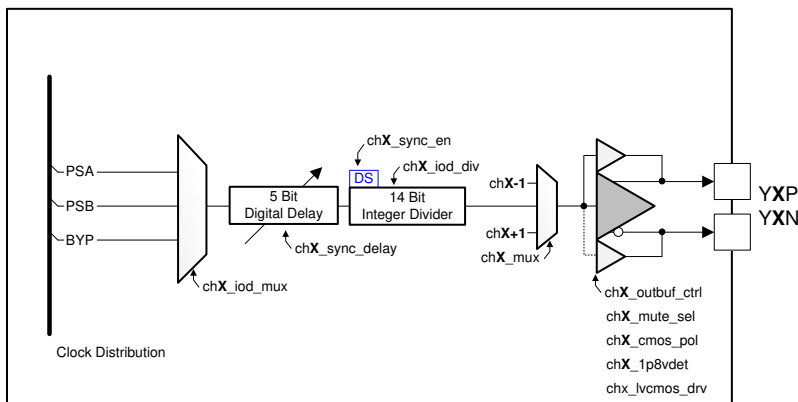 chX_sync_en
PSA
DS
chX_iod_div
chX-1
5 Bit
Digital Delay
14 Bit
Integer Divider
YXP
PSB
YXN
BYP
chX+1
chX_sync_delay
chX_mux
chX_iod_mux
chX_outbuf_ctrl
chX_mute_sel
chX_cmos_pol
Clock Distribution
chX_1p8vdet
chx_lvcmos_drv